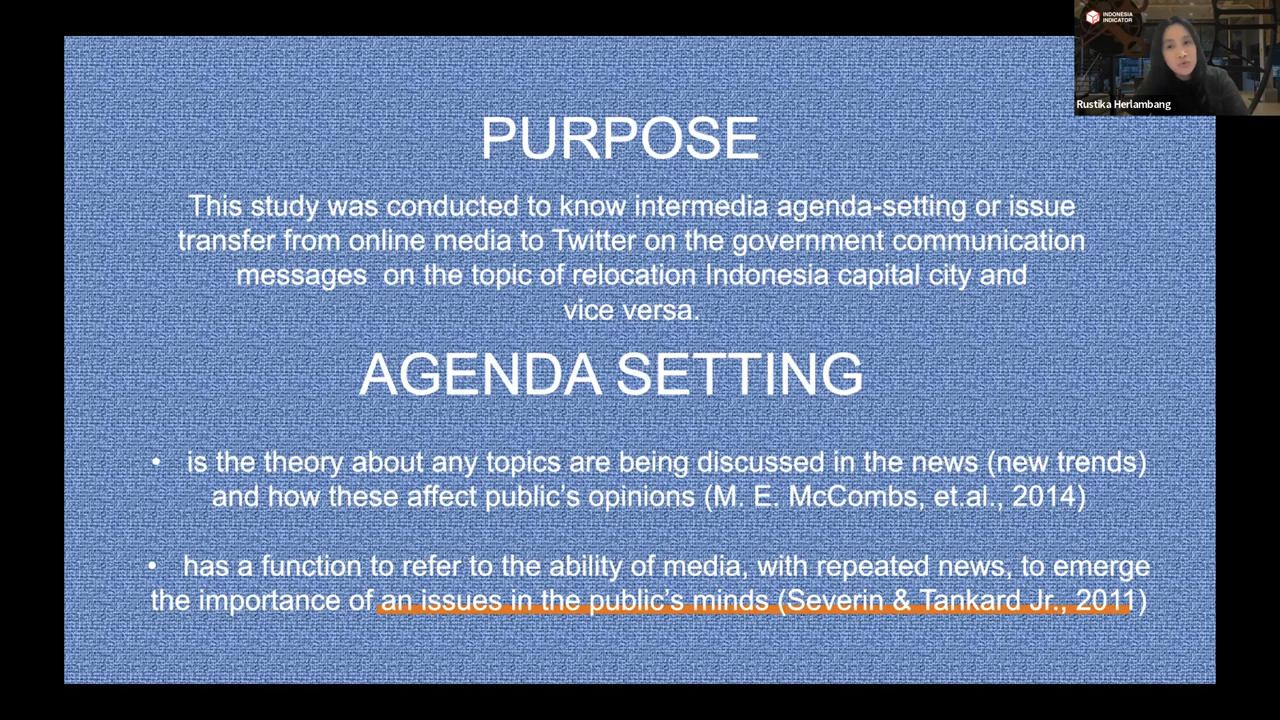 INDONESIA
INDICATOR
Rustika Herlambang
PURPOSE
This study was conducted to know intermedia agenda-setting or issue
transfer from online media to Twitter on the government communication
messages on the topic of relocation Indonesia capital city and
vice versa.
AGENDA SETTING
• is the theory about any topics are being discussed in the news (new trends)
and how these affect public's opinions (M. E. McCombs, et.al., 2014)
• has a function to refer to the ability of media, with repeated news, to emerge
the importance of an issues in the public's minds (Severin & Tankard Jr., 2011)